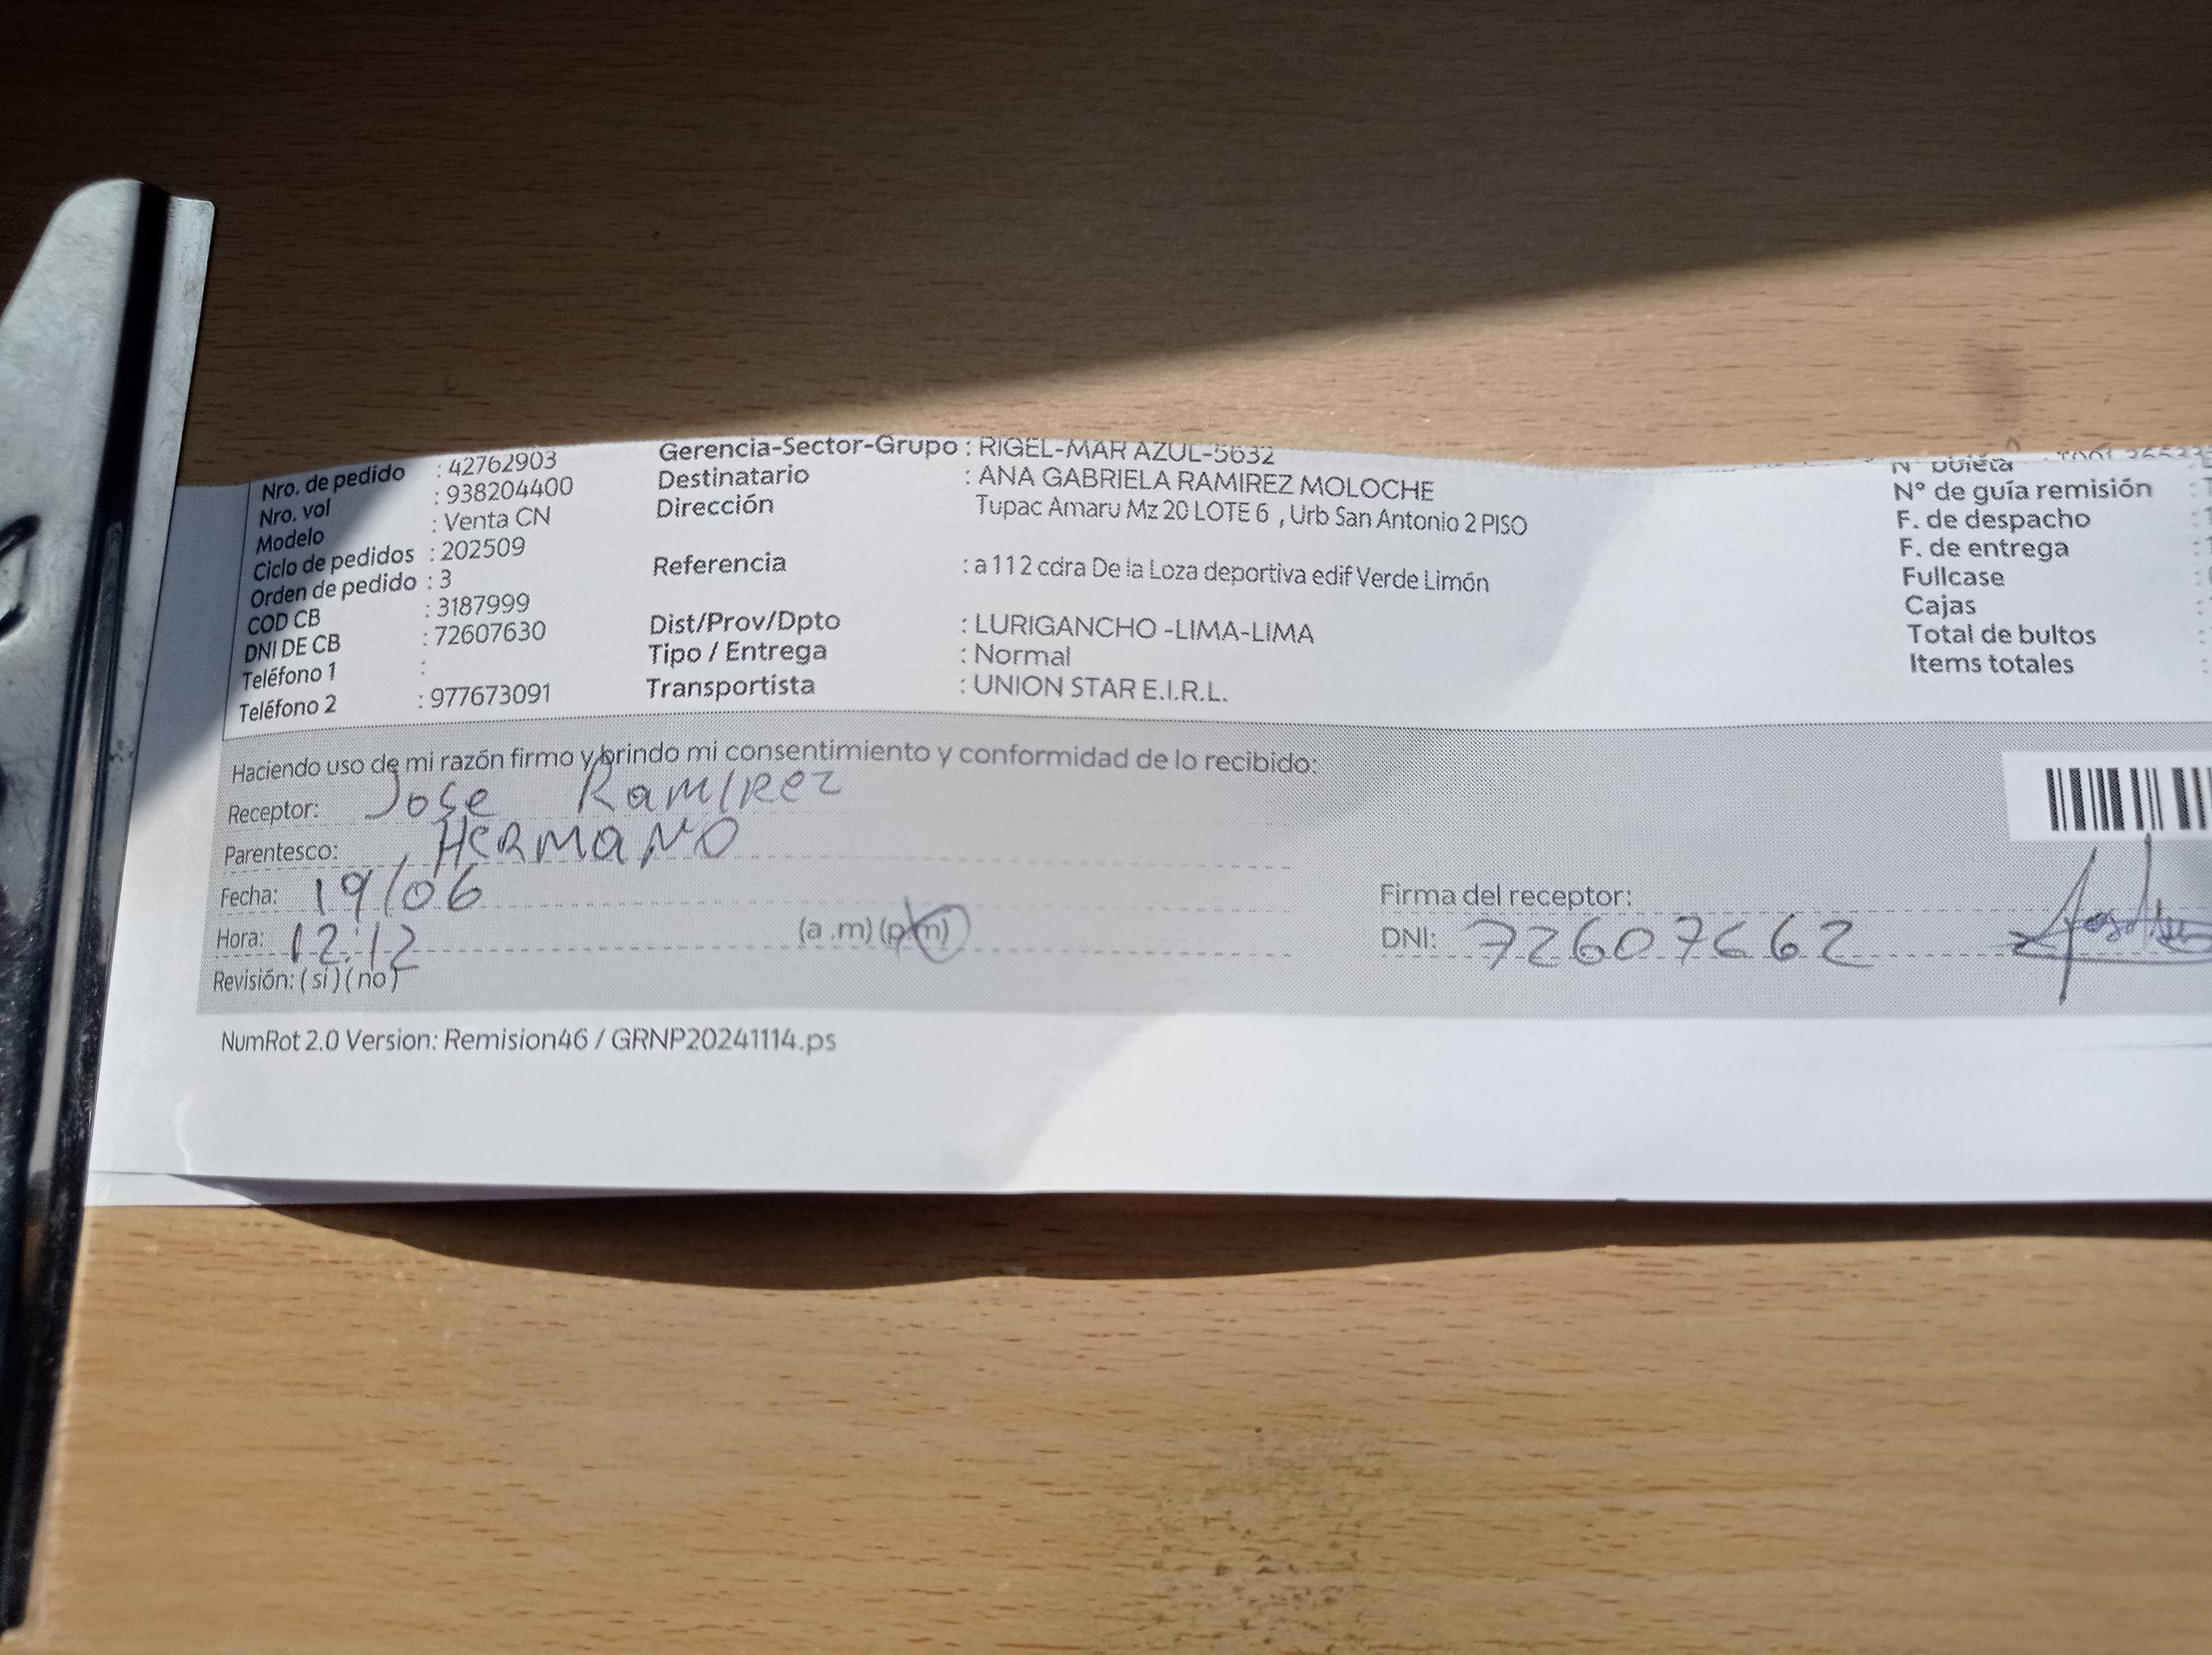 Nro. de pedido : 42762903
Nro. vol : 938204400
Modelo : Venta CN
Ciclo de pedidos : 202509
Orden de pedido : 3
COD CB : 3187999
DNI DE CB : 72607630
Teléfono 1 :
Teléfono 2 : 977673091
Gerencia-Sector-Grupo : RIGEL-MAR AZUL-5632
Destinatario : ANA GABRIELA RAMIREZ MOLOCHE
Dirección Tupac Amaru Mz 20 LOTE 6 , Urb San Antonio 2 PISO
Referencia : a 112 cdra De la Loza deportiva edif Verde Limón
Dist/Prov/Dpto : LURIGANCHO -LIMA-LIMA
Tipo / Entrega : Normal
Transportista : UNION STAR E.I.R.L.
N° boleta :
N° de guía remisión :
F. de despacho :
F. de entrega :
Fullcase :
Cajas :
Total de bultos :
Items totales :
Haciendo uso de mi razón firmo y brindo mi consentimiento y conformidad de lo recibido:
Receptor: Jose Ramirez
Parentesco: Hermano
Fecha: 19/06
Hora: 12:12 (a .m) (p.m)
Revisión: ( si ) ( no )
Firma del receptor:
DNI: 72607662
NumRot 2.0 Version: Remision46 / GRNP20241114.ps